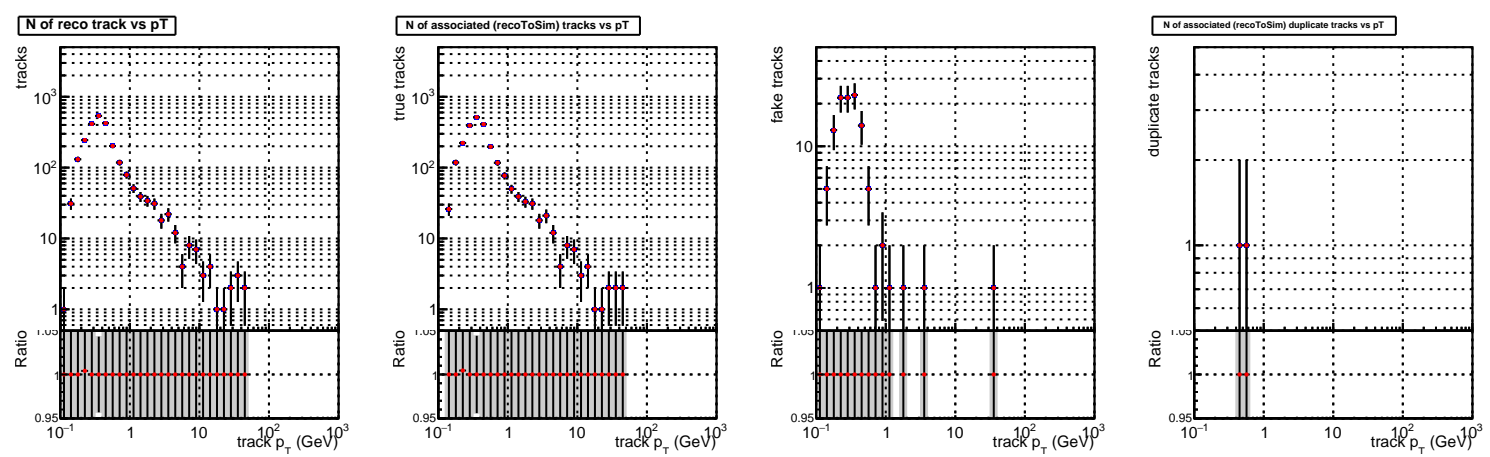 N of reco track vs pT
tracks
10³
10²
10
1
Ratio
1.05
1
0.95
10⁻¹ 1 10 10² 10³
track p_T (GeV)
N of associated (recoToSim) tracks vs pT
true tracks
10³
10²
10
1
Ratio
1.05
1
0.95
10⁻¹ 1 10 10² 10³
track p_T (GeV)
fake tracks
10
1
Ratio
1.05
1
0.95
10⁻¹ 1 10 10² 10³
track p_T (GeV)
N of associated (recoToSim) duplicate tracks vs pT
duplicate tracks
1
Ratio
1.05
1
0.95
10⁻¹ 1 10 10² 10³
track p_T (GeV)